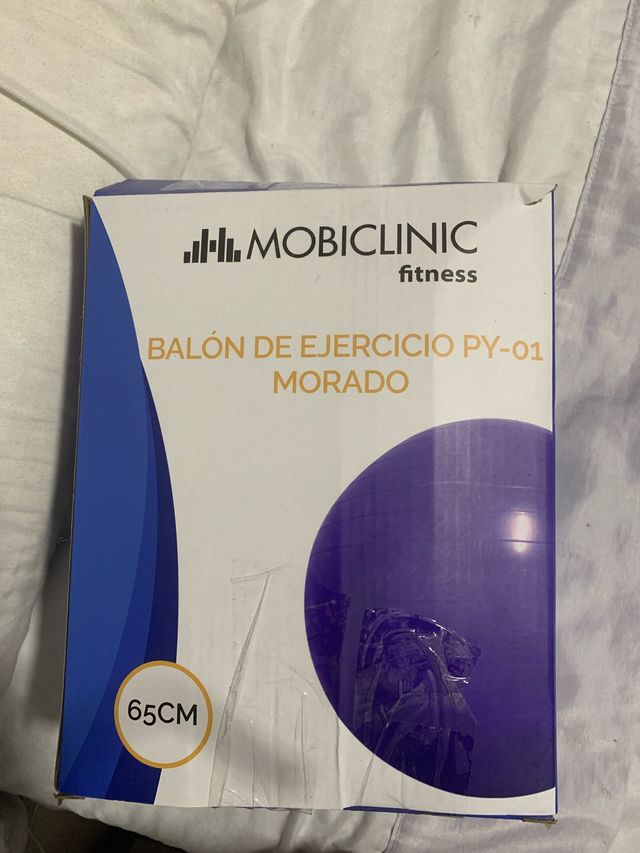 MOBICLINIC
fitness
BALÓN DE EJERCICIO PY-01
MORADO
65CM